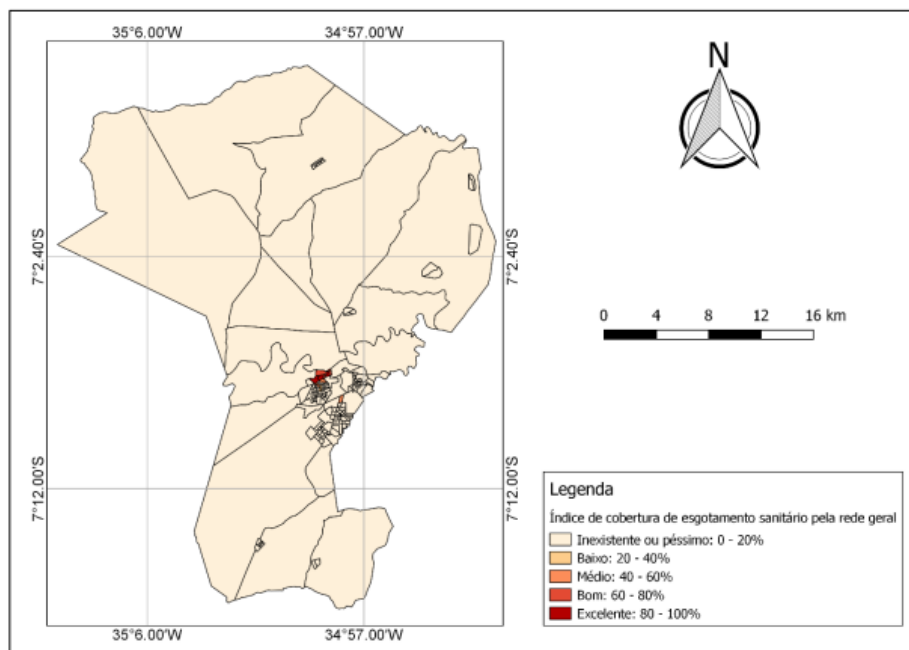 35°6.00'W 34°57.00'W
N
7°2.40'S 7°2.40'S
0 4 8 12 16 km
7°12.00'S 7°12.00'S
Legenda
Índice de cobertura de esgotamento sanitário pela rede geral
Inexistente ou péssimo: 0 - 20%
Baixo: 20 - 40%
Médio: 40 - 60%
Bom: 60 - 80%
Excelente: 80 - 100%
35°6.00'W 34°57.00'W